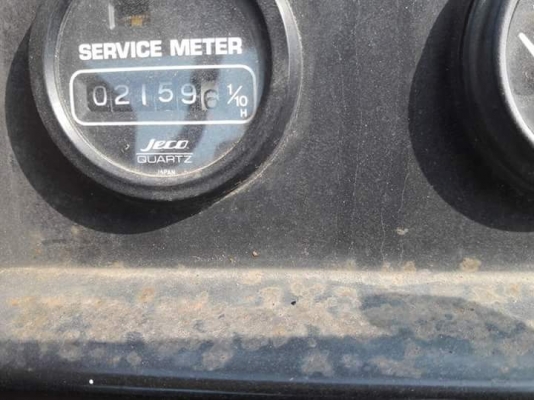 SERVICE METER
021596 1/10
H
Jeco
QUARTZ
JAPAN